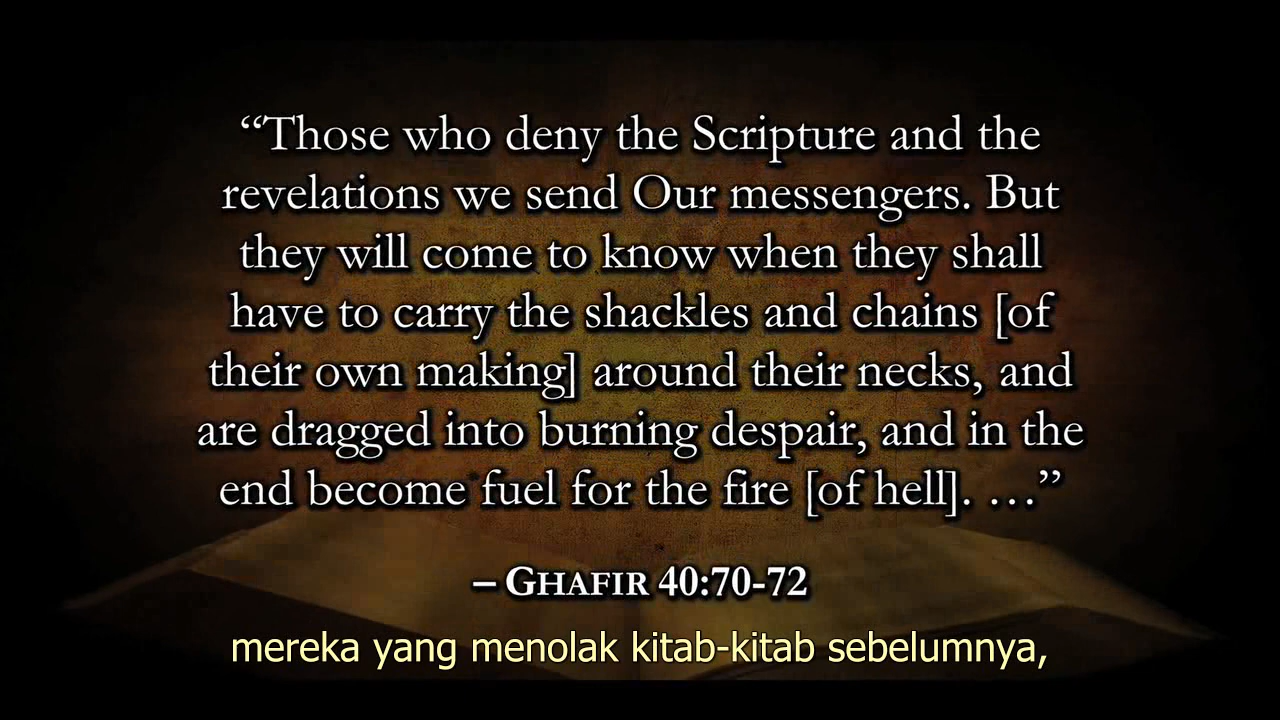 “Those who deny the Scripture and the
revelations we send Our messengers. But
they will come to know when they shall
have to carry the shackles and chains [of
their own making] around their necks, and
are dragged into burning despair, and in the
end become fuel for the fire [of hell]. …”
– GHAFIR 40:70-72
mereka yang menolak kitab-kitab sebelumnya,